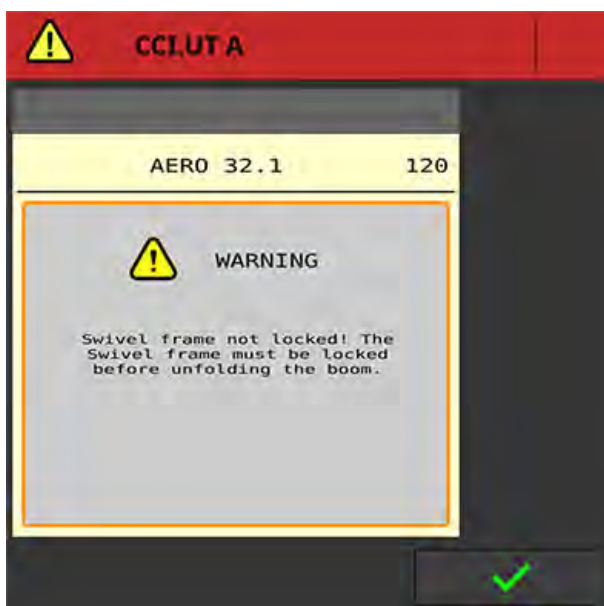 CCI.UT A
AERO 32.1 120
WARNING
Swivel frame not locked! The
Swivel frame must be locked
before unfolding the boom.